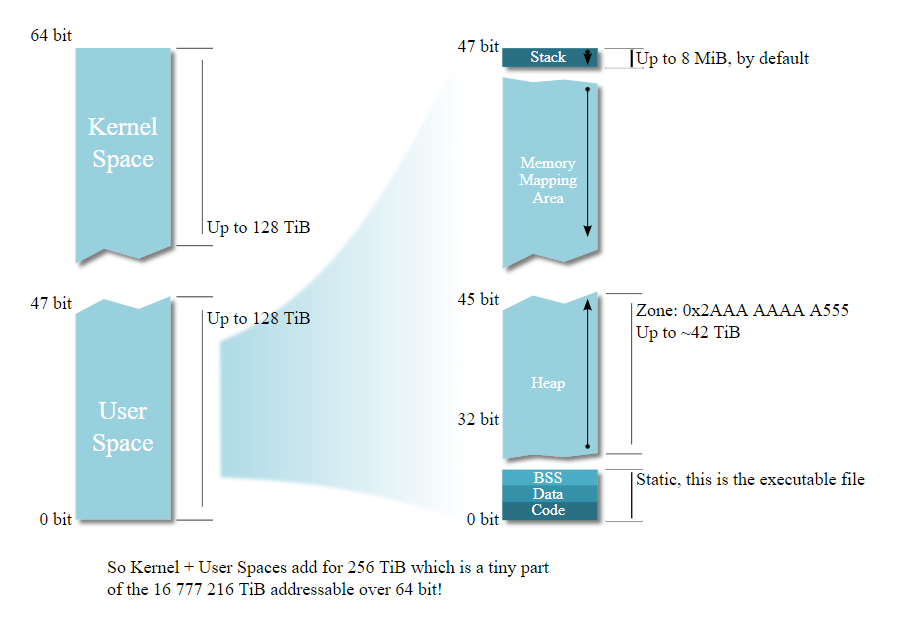 64 bit
Kernel
Space
Up to 128 TiB
47 bit
Up to 128 TiB
User
Space
0 bit
47 bit
Stack
Up to 8 MiB, by default
Memory
Mapping
Area
45 bit
Zone: 0x2AAA AAAA A555
Up to ~42 TiB
Heap
32 bit
BSS
Static, this is the executable file
Data
Code
0 bit
So Kernel + User Spaces add for 256 TiB which is a tiny part
of the 16 777 216 TiB addressable over 64 bit!